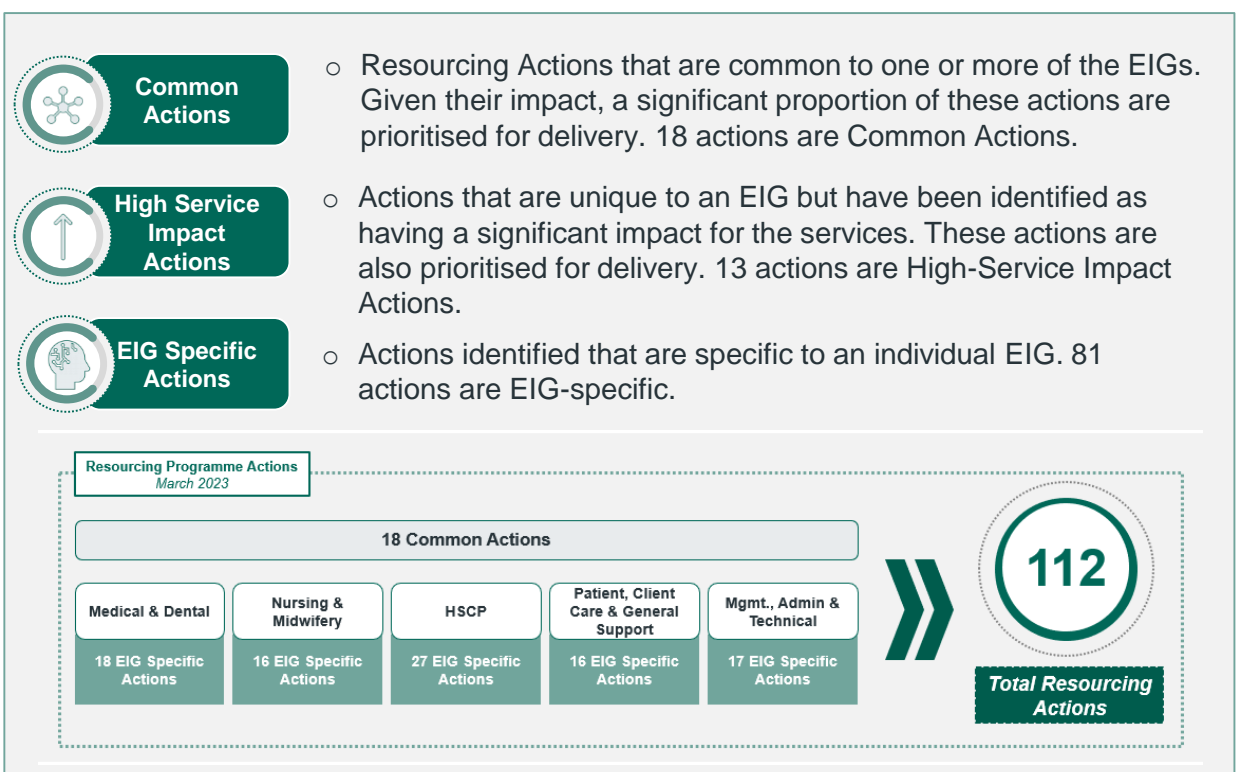 Common
Actions
○ Resourcing Actions that are common to one or more of the EIGs.
Given their impact, a significant proportion of these actions are
prioritised for delivery. 18 actions are Common Actions.
High Service
Impact
Actions
○ Actions that are unique to an EIG but have been identified as
having a significant impact for the services. These actions are
also prioritised for delivery. 13 actions are High-Service Impact
Actions.
EIG Specific
Actions
○ Actions identified that are specific to an individual EIG. 81
actions are EIG-specific.
Resourcing Programme Actions
March 2023
18 Common Actions
Medical & Dental
18 EIG Specific
Actions
Nursing &
Midwifery
16 EIG Specific
Actions
HSCP
27 EIG Specific
Actions
Patient, Client
Care & General
Support
16 EIG Specific
Actions
Mgmt., Admin &
Technical
17 EIG Specific
Actions
112
Total Resourcing
Actions